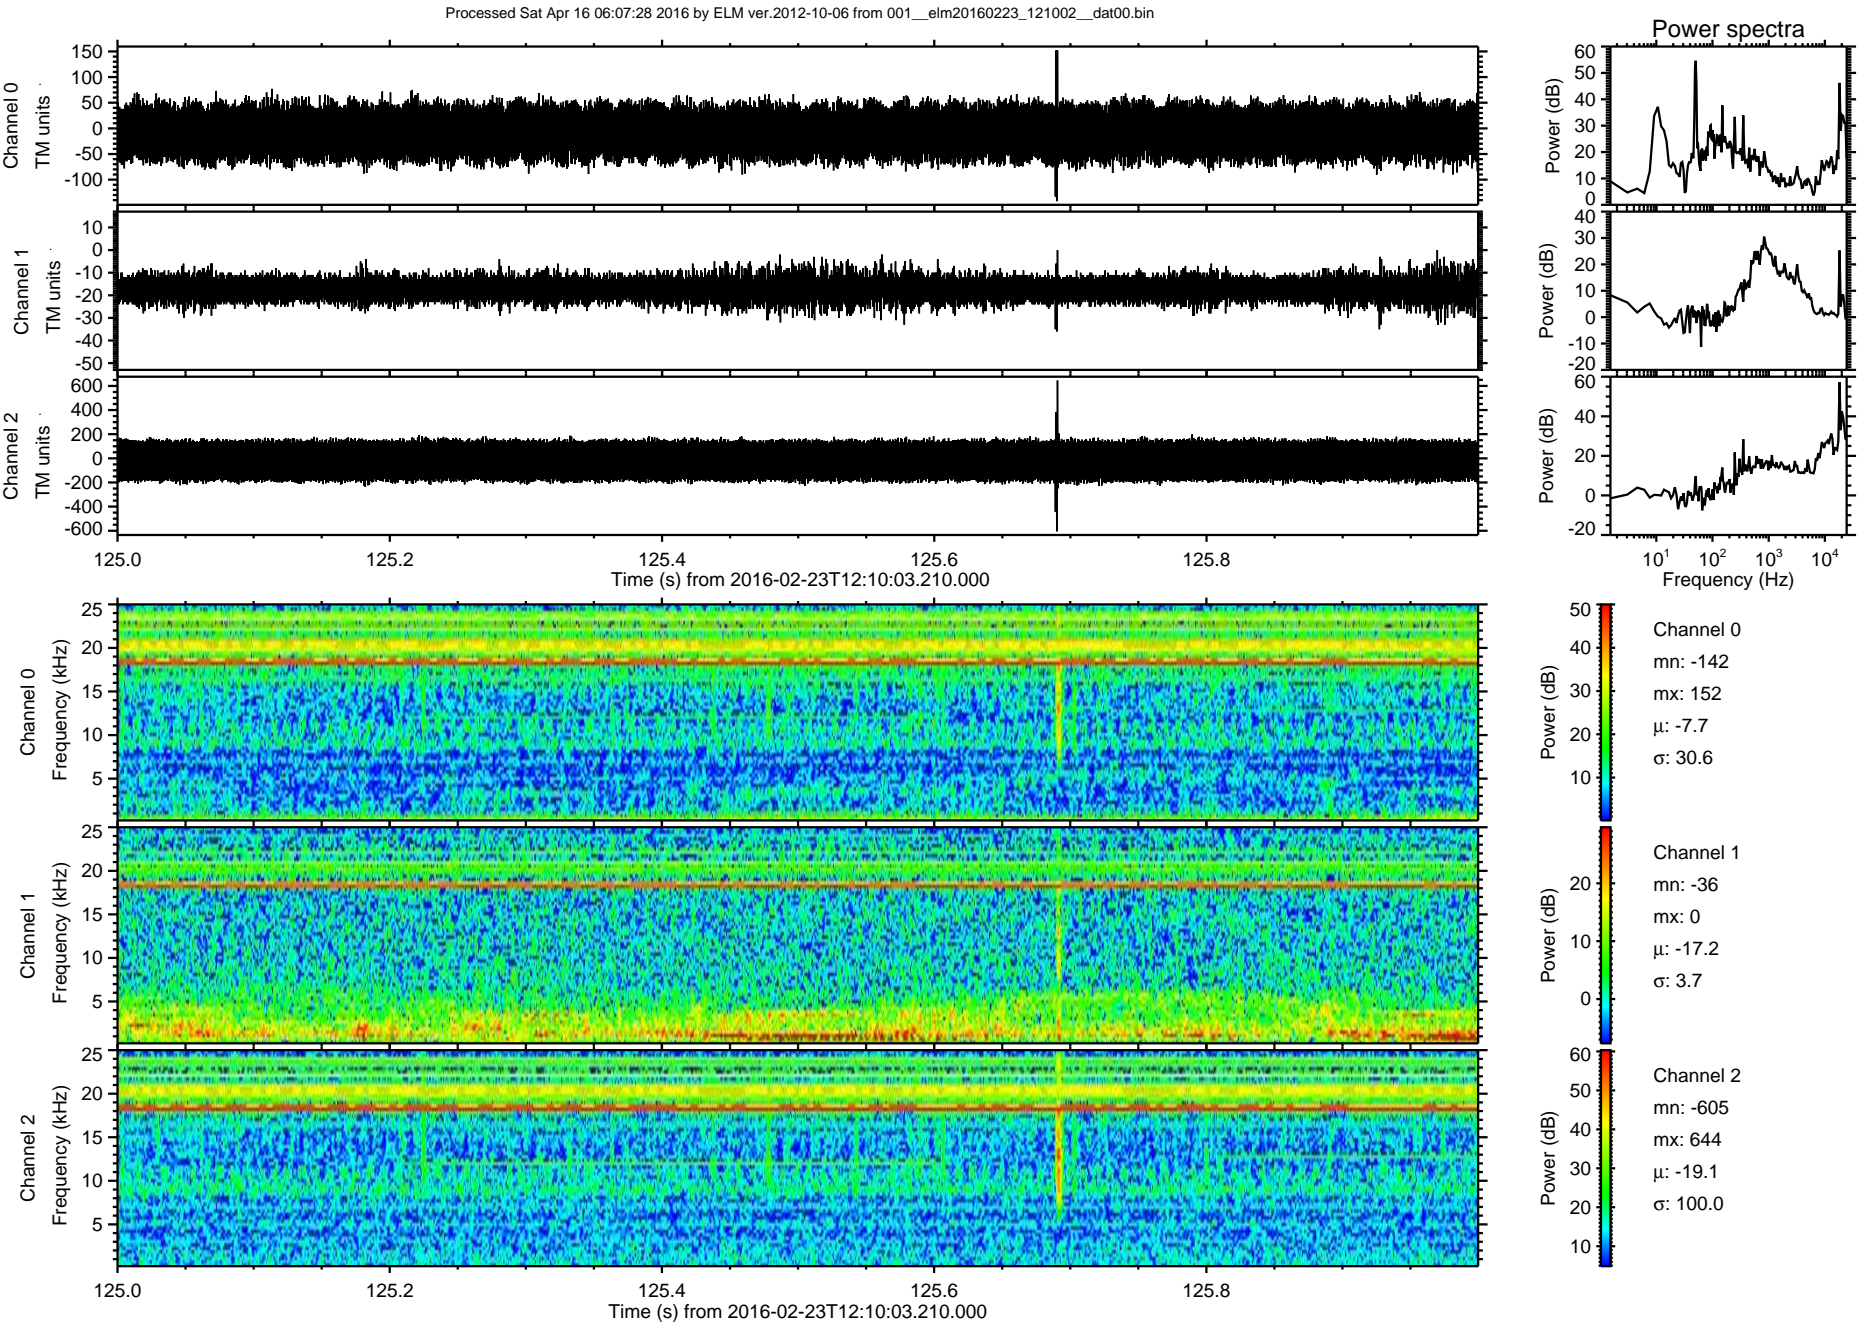 Processed Sat Apr 16 06:07:28 2016 by ELM ver.2012-10-06 from 001__elm20160223_121002__dat00.bin
Power spectra
Channel 0
TM units
150
100
50
0
-50
-100
Power (dB)
60
50
40
30
20
10
0
Channel 1
TM units
10
0
-10
-20
-30
-40
-50
Power (dB)
40
30
20
10
0
-10
-20
Channel 2
TM units
600
400
200
0
-200
-400
-600
Power (dB)
60
40
20
0
-20
125.0 125.2 125.4 125.6 125.8
Time (s) from 2016-02-23T12:10:03.210.000
10^1 10^2 10^3 10^4
Frequency (Hz)
Channel 0
Frequency (kHz)
25
20
15
10
5
Power (dB)
50
40
30
20
10
Channel 0
mn: -142
mx: 152
μ: -7.7
σ: 30.6
Channel 1
Frequency (kHz)
25
20
15
10
5
Power (dB)
20
10
0
Channel 1
mn: -36
mx: 0
μ: -17.2
σ: 3.7
Channel 2
Frequency (kHz)
25
20
15
10
5
Power (dB)
60
50
40
30
20
10
Channel 2
mn: -605
mx: 644
μ: -19.1
σ: 100.0
125.0 125.2 125.4 125.6 125.8
Time (s) from 2016-02-23T12:10:03.210.000